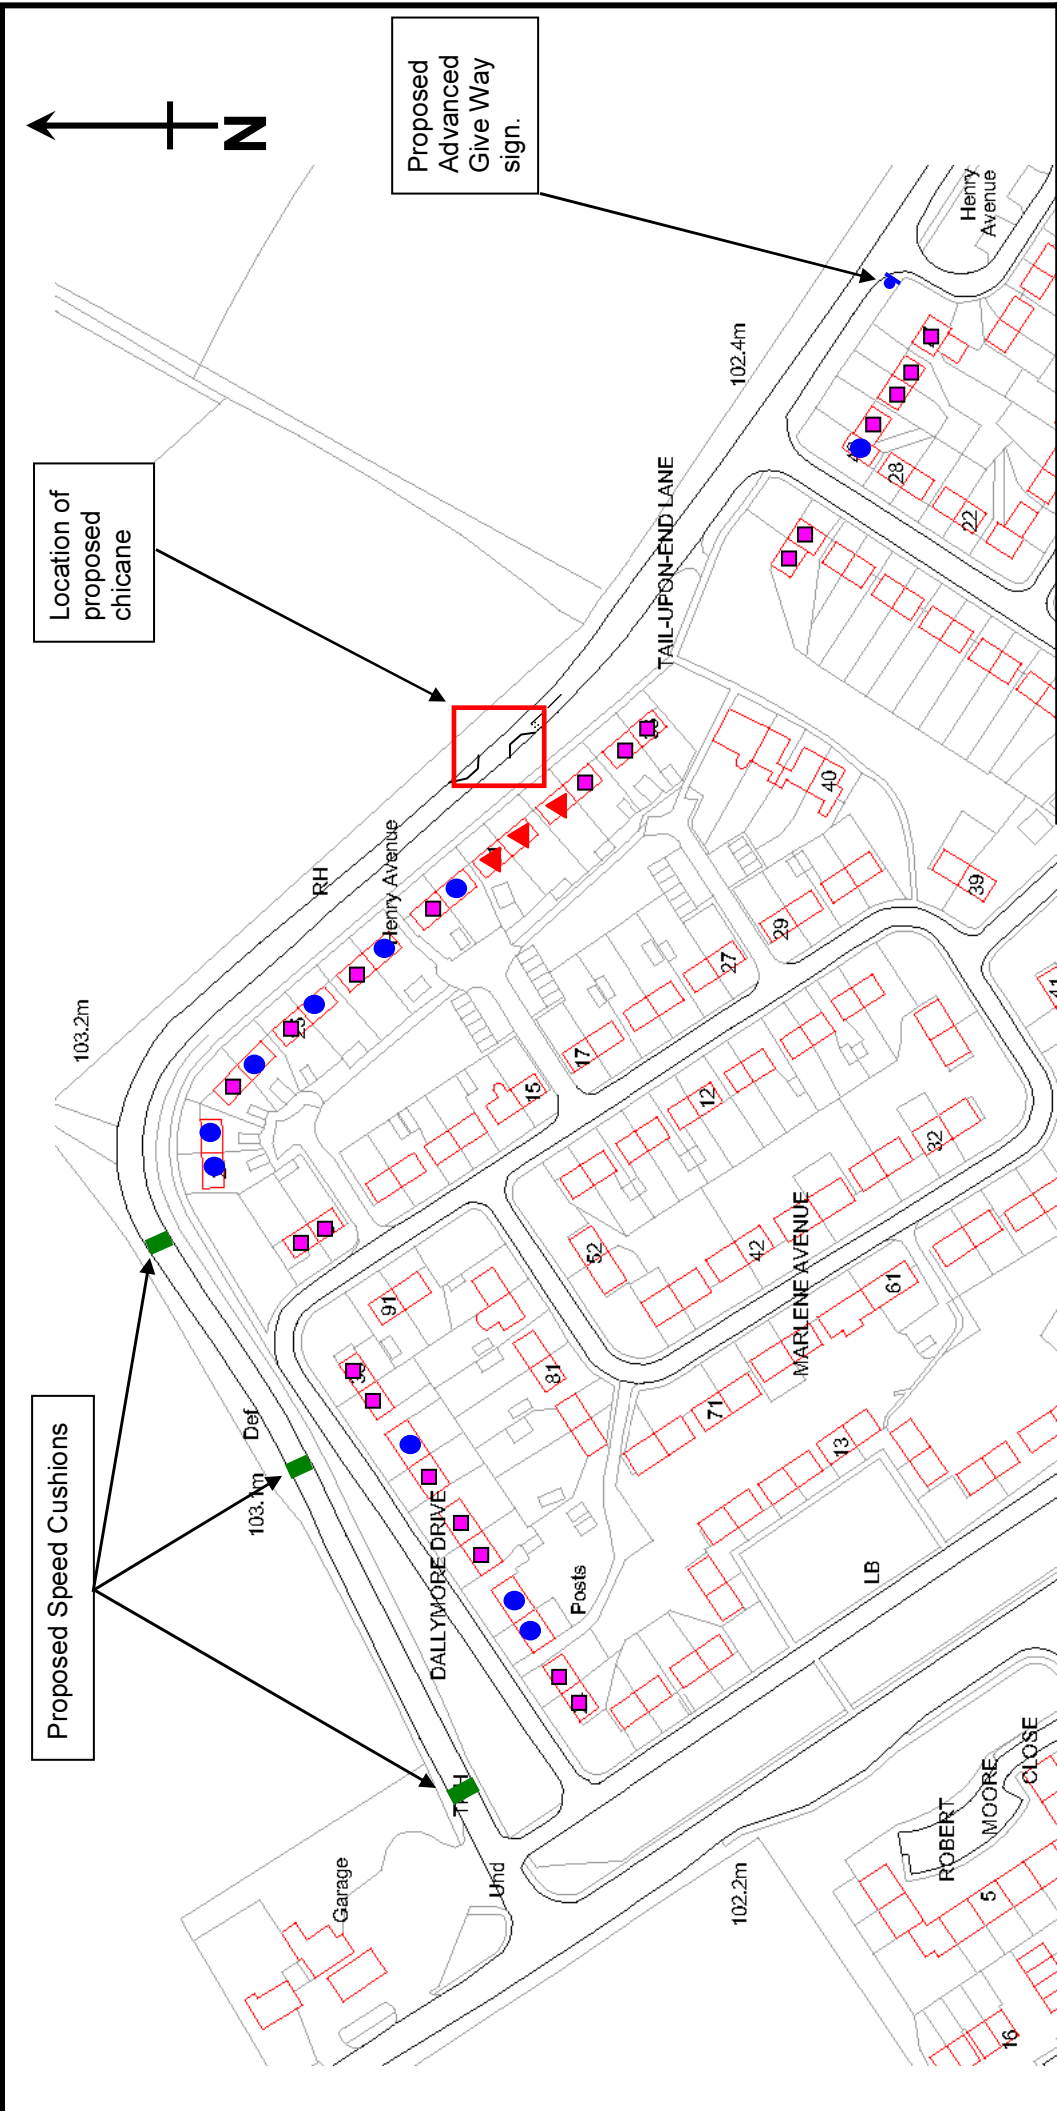 Proposed Speed Cushions
Location of
proposed
chicane
N
Proposed
Advanced
Give Way
sign.
103.2m
Def
103.1m
RH
Garage
Und
Henry Avenue
DALLYMORE DRIVE
91
81
15
17
27
29
40
39
12
52
42
32
Posts
71
61
13
MARLENE AVENUE
TAIL-UPON-END LANE
102.4m
102.2m
LB
28
22
Henry
Avenue
41
ROBERT
MOORE
CLOSE
5
16